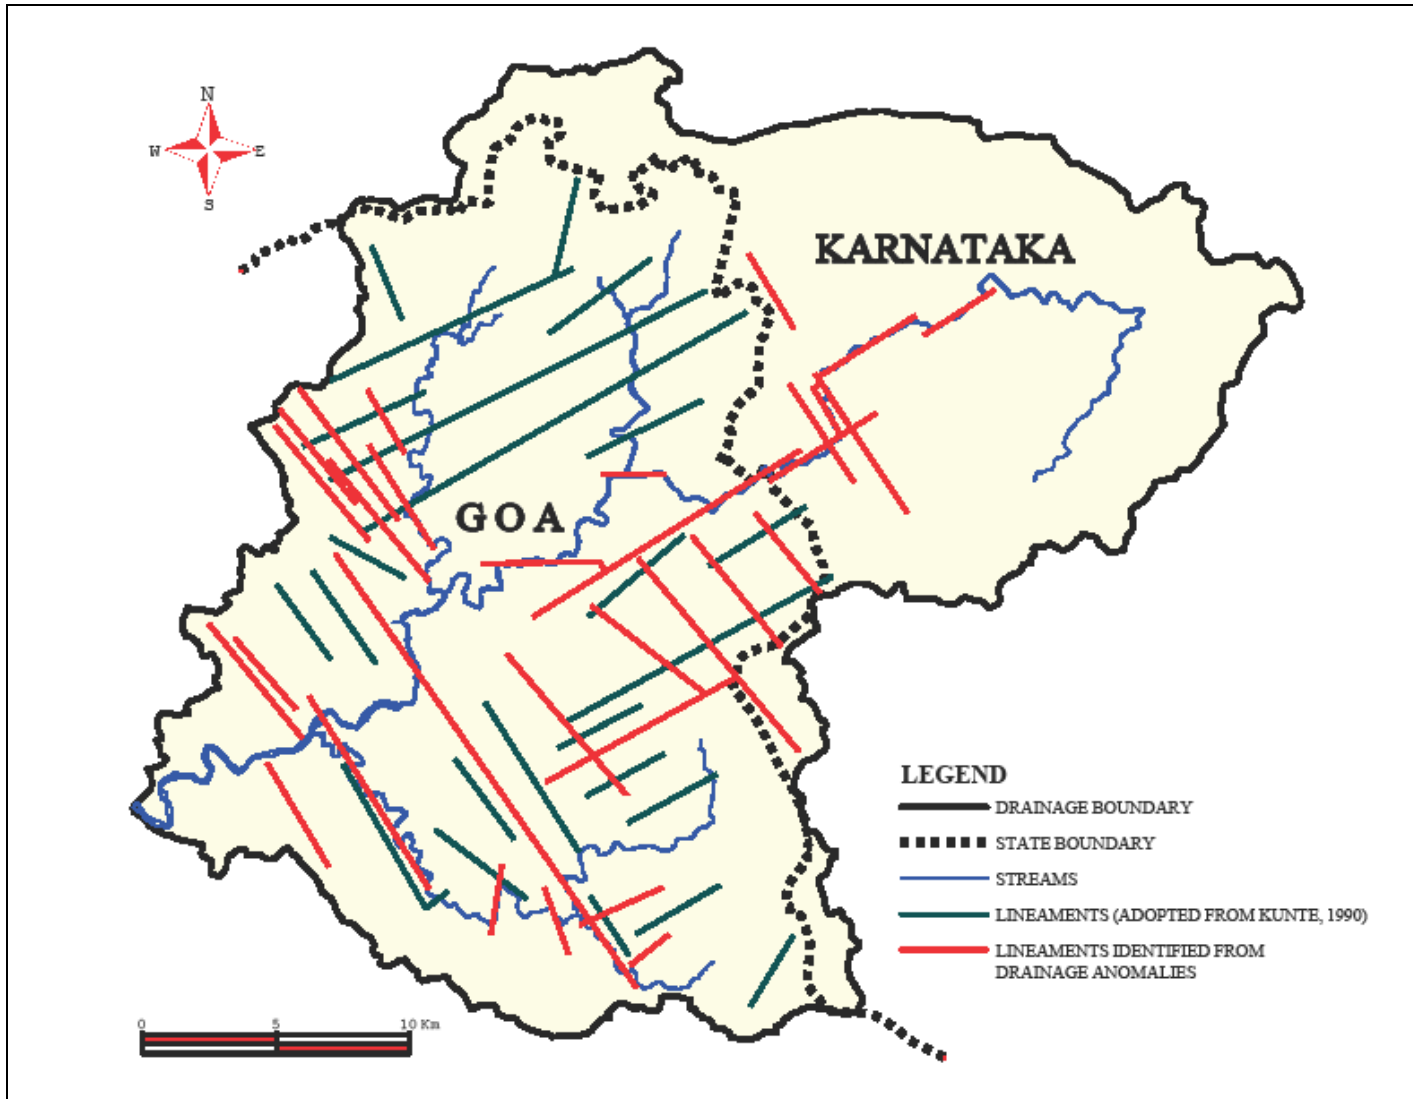 N
W E
S
KARNATAKA
GOA
LEGEND
DRAINAGE BOUNDARY
STATE BOUNDARY
STREAMS
LINEAMENTS (ADOPTED FROM KUNTE, 1990)
LINEAMENTS IDENTIFIED FROM
DRAINAGE ANOMALIES
0 5 10 Km